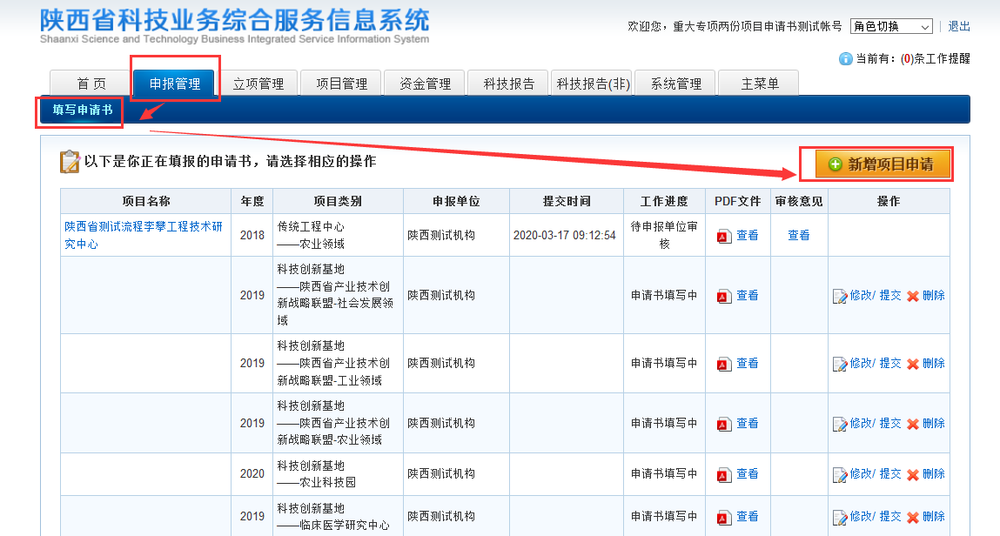 陕西省科技业务综合服务信息系统
Shaanxi Science and Technology Business Integrated Service Information System
欢迎您，重大专项两份项目申请书测试帐号 角色切换 退出
当前有：(0)条工作提醒
首 页 申报管理 立项管理 项目管理 资金管理 科技报告 科技报告(非) 系统管理 主菜单
填写申请书
以下是你正在填报的申请书，请选择相应的操作
新增项目申请
项目名称 年度 项目类别 申报单位 提交时间 工作进度 PDF文件 审核意见 操作
陕西省测试流程李攀工程技术研
究中心
2018
传统工程中心
——农业领域
陕西测试机构
2020-03-17 09:12:54
待申报单位审
核
查看
查看
2019
科技创新基地
——陕西省产业技术创
新战略联盟-社会发展领
域
陕西测试机构
申请书填写中
查看
修改/ 提交 删除
2019
科技创新基地
——陕西省产业技术创
新战略联盟-工业领域
陕西测试机构
申请书填写中
查看
修改/ 提交 删除
2019
科技创新基地
——陕西省产业技术创
新战略联盟-农业领域
陕西测试机构
申请书填写中
查看
修改/ 提交 删除
2020
科技创新基地
——农业科技园
陕西测试机构
申请书填写中
查看
修改/ 提交 删除
2019
科技创新基地
——临床医学研究中心
陕西测试机构
申请书填写中
查看
修改/ 提交 删除